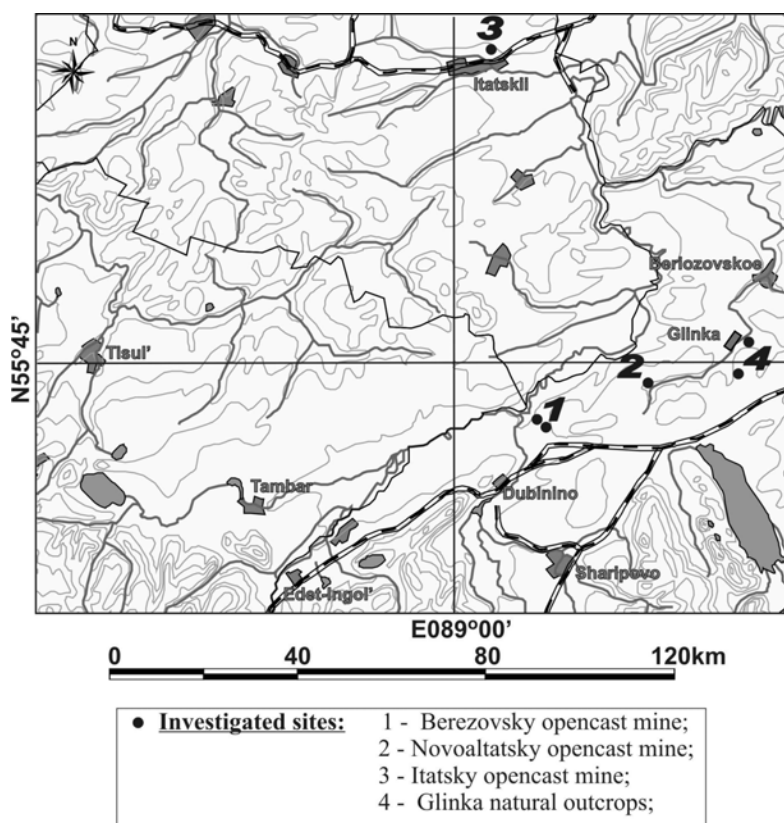 N
3
Itatskii
Beriozovskoe
Glinka
N55°45'
Tisul'
2
4
1
Tambar
Dubinino
Sharipovo
Edet-Ingol'
E089°00'
0 40 80 120km
● Investigated sites: 1 - Berezovsky opencast mine;
2 - Novoaltatsky opencast mine;
3 - Itatsky opencast mine;
4 - Glinka natural outcrops;